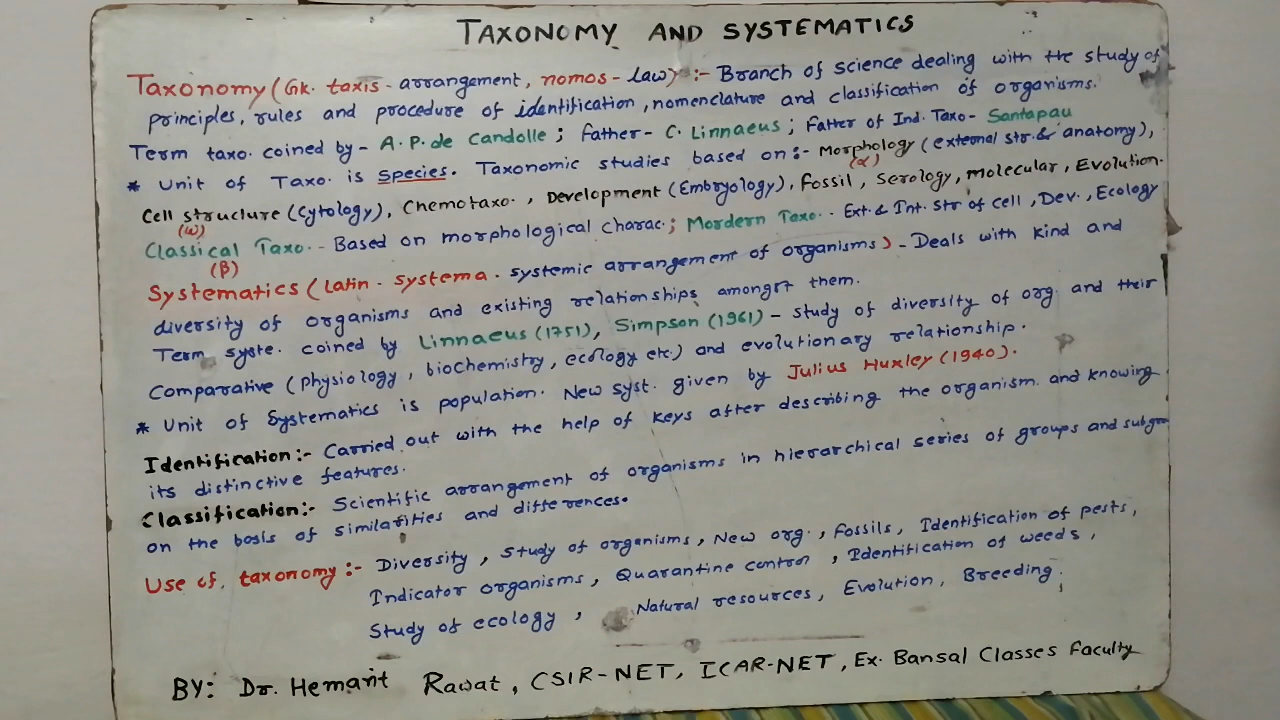 TAXONOMY AND SYSTEMATICS
Taxonomy (Gk. taxis - arrangement, nomos - law) :- Branch of science dealing with the study of
principles, rules and procedure of identification, nomenclature and classification of organisms.
Term taxo. coined by - A.P. de Candolle ; Father - C. Linnaeus ; Father of Ind. Taxo - Santapau
* Unit of Taxo. is species. Taxonomic studies based on :- Morphology (external str. & anatomy),
(α)
Cell structure (Cytology), Chemotaxo., Development (Embryology), Fossil, Serology, Molecular, Evolution.
(ω)
Classical Taxo. - Based on morphological charac.; Mordern Taxo. . Ext. & Int. Str of cell, Dev., Ecology
(β)
Systematics (Latin - systema - systemic arrangement of organisms) - Deals with kind and
diversity of organisms and existing relationships amongst them.
Term syste. coined by Linnaeus (1751), Simpson (1961) - study of diversity of org. and their
Comparative (physiology, biochemistry, ecology etc.) and evolutionary relationship.
* Unit of Systematics is population. New syst. given by Julius Huxley (1940).
Identification :- Carried out with the help of keys after describing the organism. and knowing
its distinctive features.
Classification :- Scientific arrangement of organisms in hierarchical series of groups and subgro
on the basis of similarities and differences.
Use of. taxonomy :- Diversity, Study of organisms, New org., Fossils, Identification of pests,
Indicator organisms, Quarantine control, Identification of weeds,
Study of ecology, Natural resources, Evolution, Breeding.
BY: Dr. Hemant Rawat, CSIR-NET, ICAR-NET, Ex. Bansal Classes Faculty